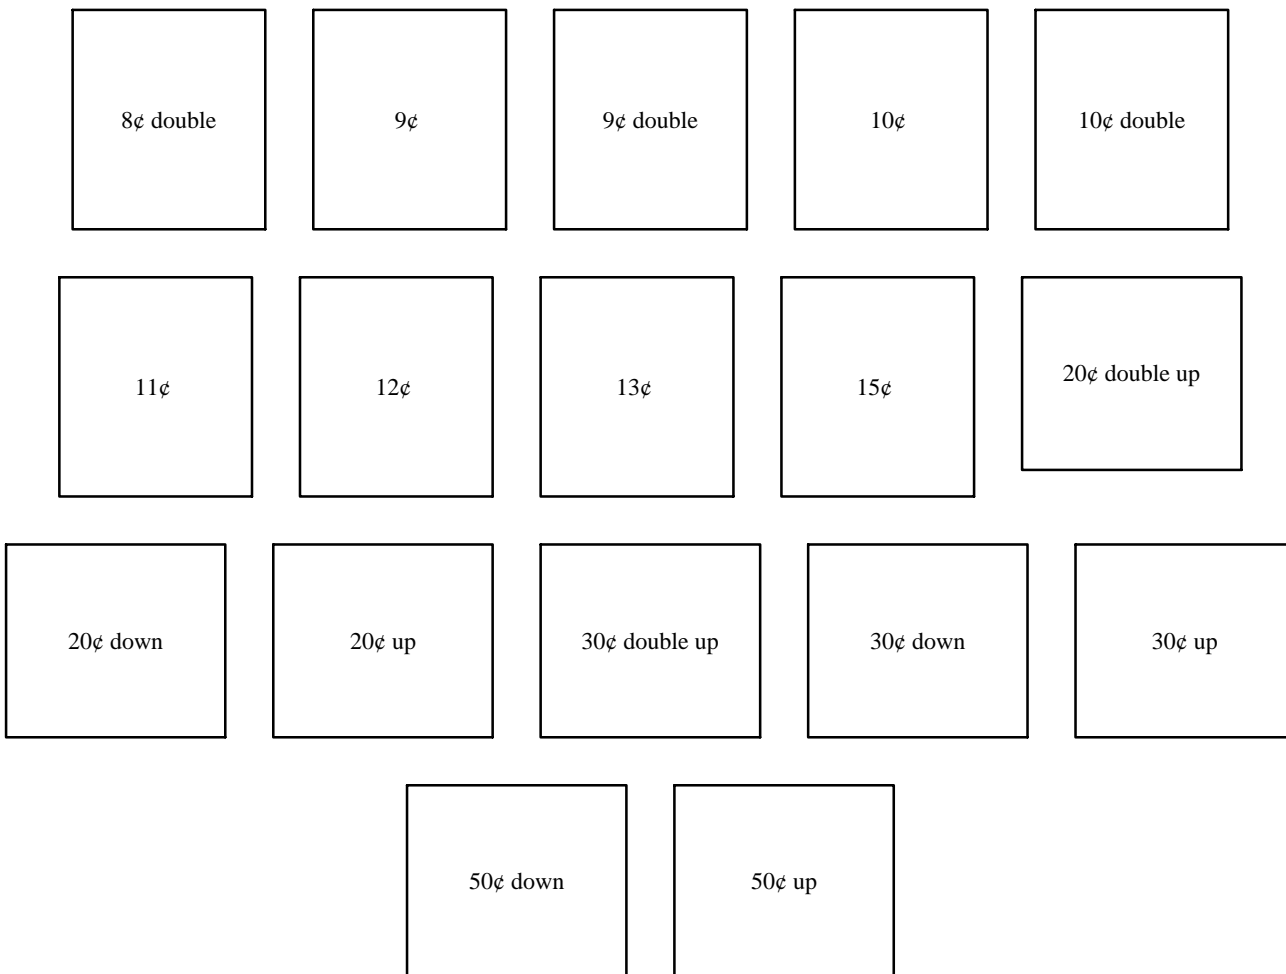 8¢ double
9¢
9¢ double
10¢
10¢ double
11¢
12¢
13¢
15¢
20¢ double up
20¢ down
20¢ up
30¢ double up
30¢ down
30¢ up
50¢ down
50¢ up